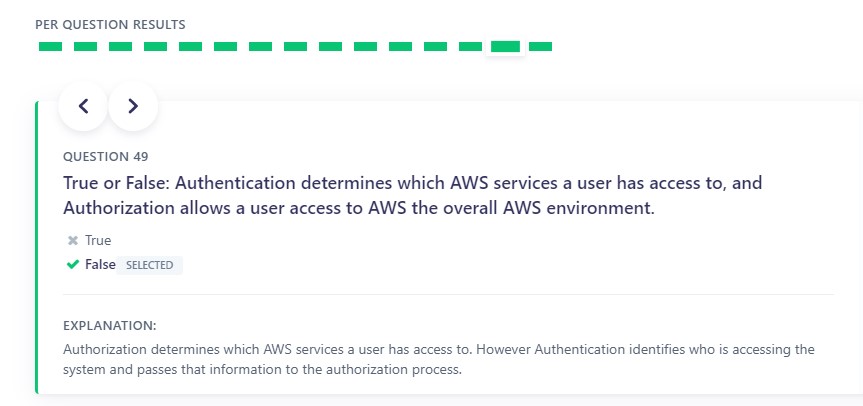 PER QUESTION RESULTS
QUESTION 49
True or False: Authentication determines which AWS services a user has access to, and
Authorization allows a user access to AWS the overall AWS environment.
True
False SELECTED
EXPLANATION:
Authorization determines which AWS services a user has access to. However Authentication identifies who is accessing the
system and passes that information to the authorization process.